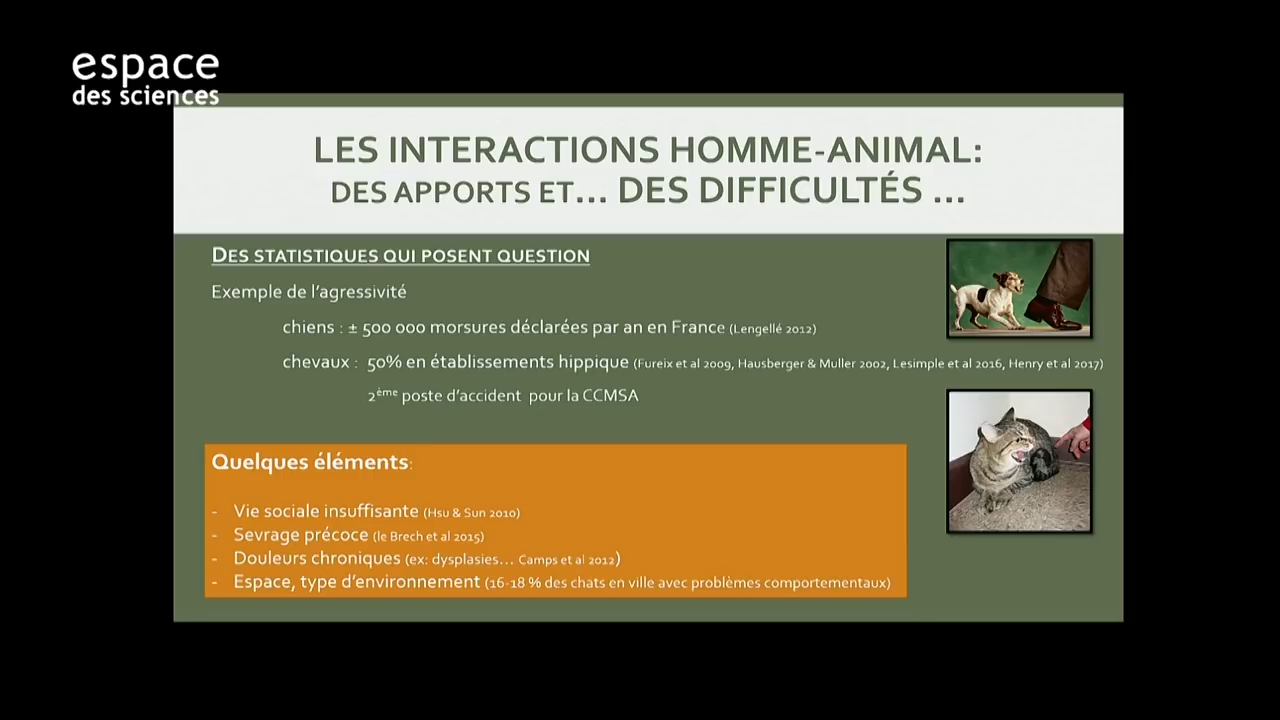 espace
des sciences
LES INTERACTIONS HOMME-ANIMAL:
DES APPORTS ET... DES DIFFICULTÉS ...
DES STATISTIQUES QUI POSENT QUESTION
Exemple de l'agressivité
chiens : ± 500 000 morsures déclarées par an en France (Lengellé 2012)
chevaux : 50% en établissements hippique (Fureix et al 2009, Hausberger & Muller 2002, Lesimple et al 2016, Henry et al 2017)
2ème poste d'accident pour la CCMSA
Quelques éléments:
- Vie sociale insuffisante (Hsu & Sun 2010)
- Sevrage précoce (le Brech et al 2015)
- Douleurs chroniques (ex: dysplasies... Camps et al 2012)
- Espace, type d'environnement (16-18 % des chats en ville avec problèmes comportementaux)